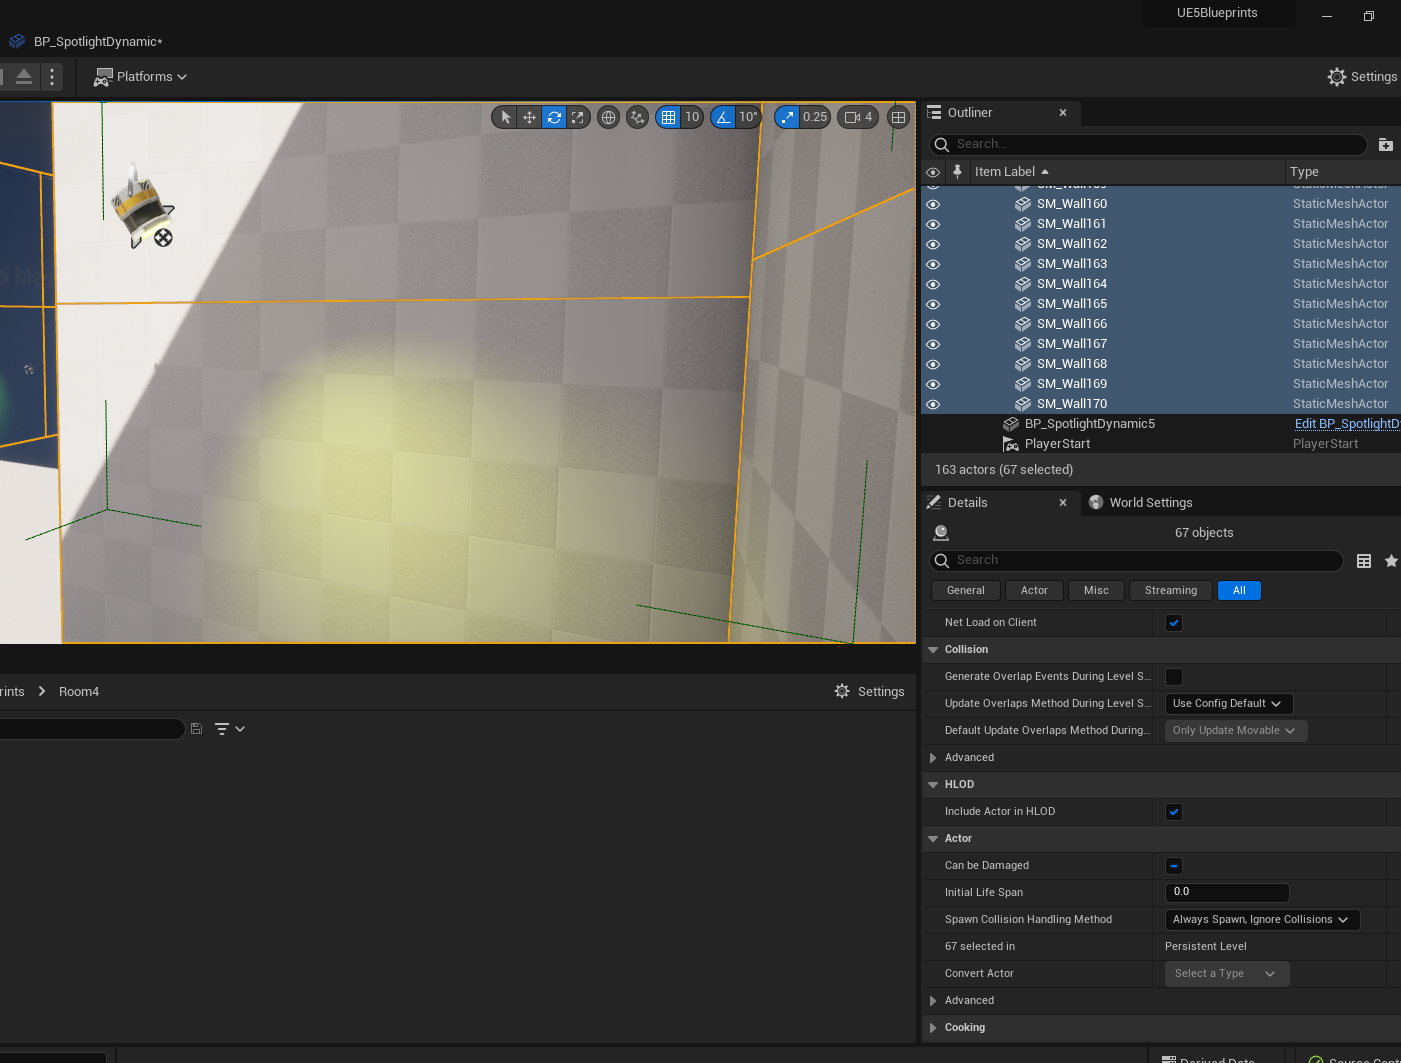 UE5Blueprints
BP_SpotlightDynamic*
Platforms
Settings
10
10°
0.25
4
Outliner
Search...
Item Label
Type
SM_Wall160 StaticMeshActor
SM_Wall161 StaticMeshActor
SM_Wall162 StaticMeshActor
SM_Wall163 StaticMeshActor
SM_Wall164 StaticMeshActor
SM_Wall165 StaticMeshActor
SM_Wall166 StaticMeshActor
SM_Wall167 StaticMeshActor
SM_Wall168 StaticMeshActor
SM_Wall169 StaticMeshActor
SM_Wall170 StaticMeshActor
BP_SpotlightDynamic5 Edit BP_SpotlightD
PlayerStart PlayerStart
163 actors (67 selected)
Details
World Settings
67 objects
Search
General Actor Misc Streaming All
Net Load on Client
Collision
Generate Overlap Events During Level S...
Update Overlaps Method During Level S... Use Config Default
Default Update Overlaps Method During... Only Update Movable
Advanced
HLOD
Include Actor in HLOD
Actor
Can be Damaged
Initial Life Span 0.0
Spawn Collision Handling Method Always Spawn, Ignore Collisions
67 selected in Persistent Level
Convert Actor Select a Type
Advanced
Cooking
rints > Room4
Settings
Derived Data
Source Cont